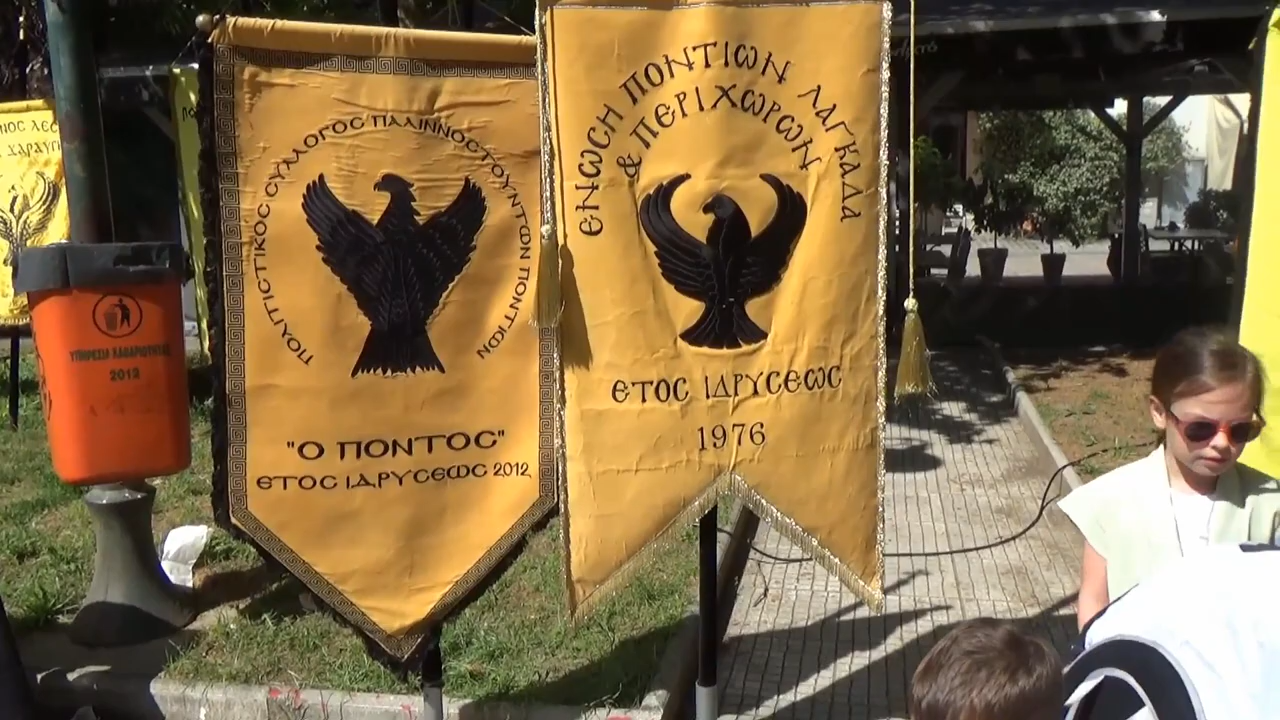 ΠΟΛΙΤΙΣΤΙΚΟΣ ΣΥΛΛΟΓΟΣ ΠΑΛΙΝΝΟΣΤΟΥΝΤΩΝ ΠΟΝΤΙΩΝ
"Ο ΠΟΝΤΟΣ"
ΕΤΟΣ ΙΔΡΥΣΕΩΣ 2012
ΕΝΩΣΗ ΠΟΝΤΙΩΝ ΛΑΓΚΑΔΑ
& ΠΕΡΙΧΩΡΩΝ
ΕΤΟΣ ΙΔΡΥΣΕΩΣ
1976
ΥΠΗΡΕΣΙΑ ΚΑΘΑΡΙΟΤΗΤΑΣ
2012